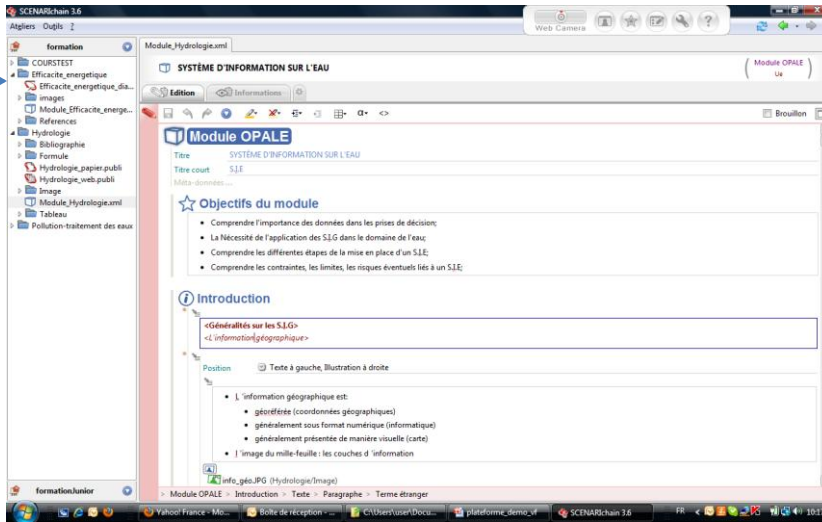 SCENARIchain 3.6
Ateliers Outils ?
Web Camera
formation
Module_Hydrologie.xml
COURSTEST
Efficacite_energetique
Efficacite_energetique_dia...
images
Module_Efficacite_energe...
References
Hydrologie
Bibliographie
Formule
Hydrologie_papier.publi
Hydrologie_web.publi
Image
Module_Hydrologie.xml
Tableau
Pollution-traitement des eaux
formationJunior
SYSTÈME D'INFORMATION SUR L'EAU
Module OPALE
Ue
Edition
Informations
Brouillon
Module OPALE
Titre SYSTÈME D'INFORMATION SUR L'EAU
Titre court S.I.E
Méta-données ...
Objectifs du module
• Comprendre l'importance des données dans les prises de décision;
• La Nécessité de l'application des S.I.G dans le domaine de l'eau;
• Comprendre les différentes étapes de la mise en place d'un S.I.E;
• Comprendre les contraintes, les limites, les risques éventuels liés à un S.I.E;
Introduction
<Généralités sur les S.I.G>
<L'information géographique>
Position Texte à gauche, Illustration à droite
• L 'information géographique est:
• géoréférée (coordonnées géographiques)
• généralement sous format numérique (informatique)
• généralement présentée de manière visuelle (carte)
• l 'image du mille-feuille : les couches d 'information
info_géo.JPG (Hydrologie/Image)
> Module OPALE > Introduction > Texte > Paragraphe > Terme étranger
Yahoo! France - Mo...
Boîte de réception - ...
C:\Users\user\Docu...
plateforme_demo_vf
SCENARIchain 3.6
FR